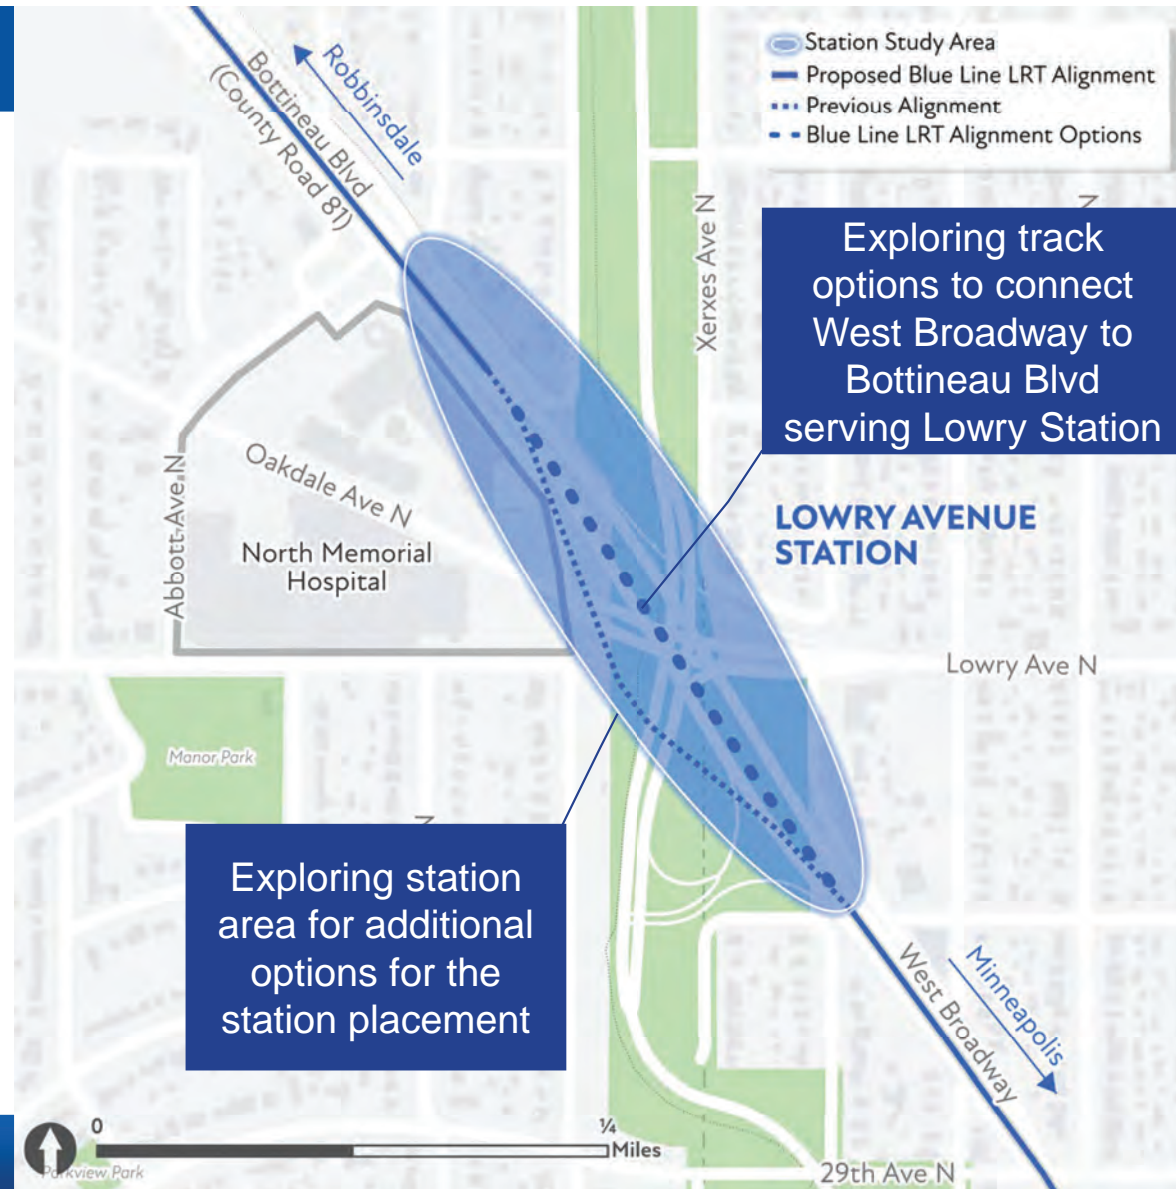 Station Study Area
Proposed Blue Line LRT Alignment
Previous Alignment
Blue Line LRT Alignment Options
Robbinsdale
Bottineau Blvd
(County Road 81)
Xerxes Ave N
N
Exploring track
options to connect
West Broadway to
Bottineau Blvd
serving Lowry Station
LOWRY AVENUE
STATION
Abbott Ave N
Oakdale Ave N
North Memorial
Hospital
Lowry Ave N
Manor Park
N
Exploring station
area for additional
options for the
station placement
West Broadway
Minneapolis
0
¼
Miles
Parkview Park
29th Ave N